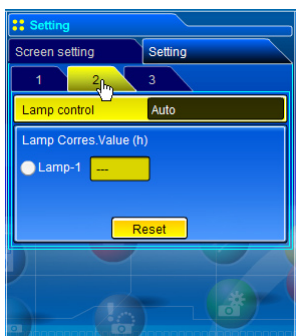 Setting
Screen setting Setting
1 2 3
Lamp control Auto
Lamp Corres.Value (h)
Lamp-1 ---
Reset